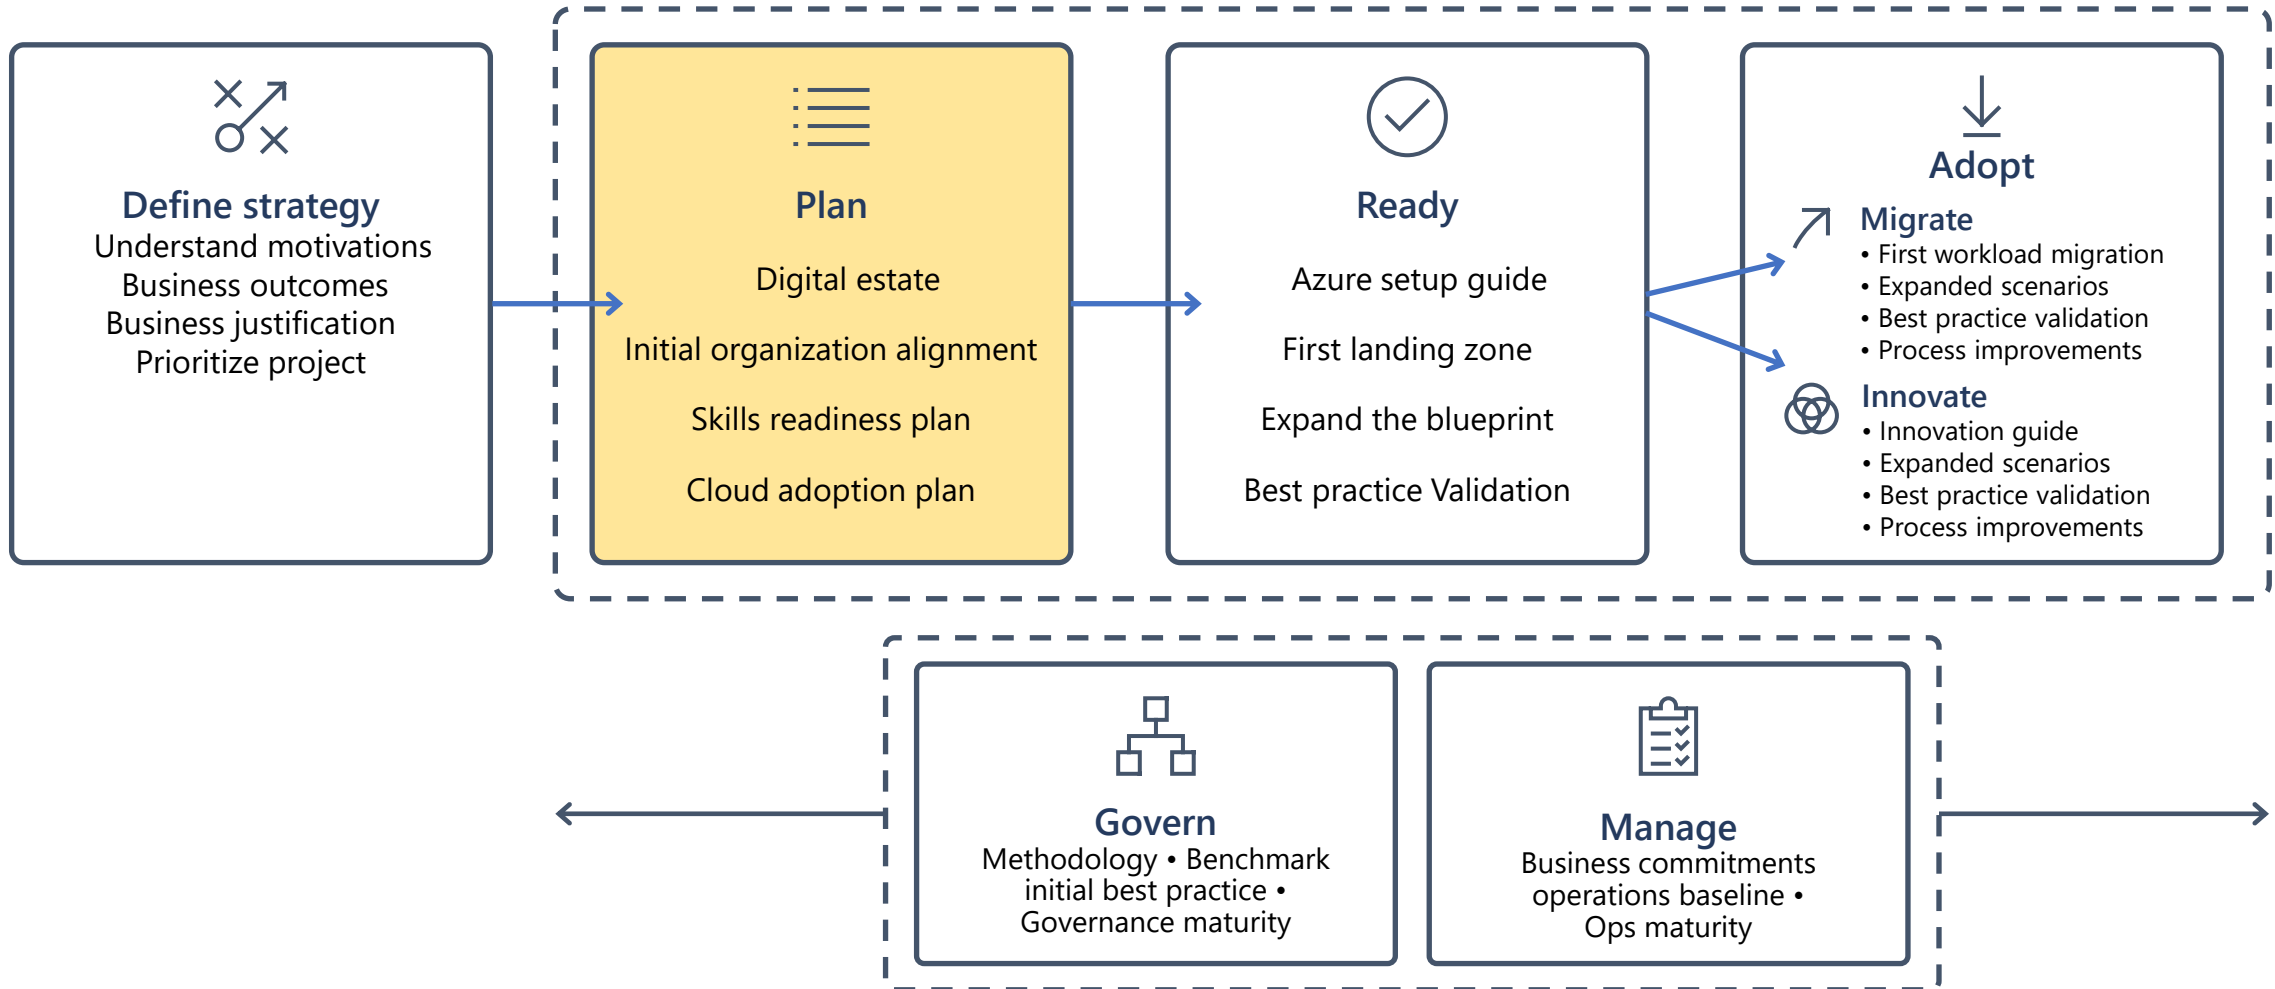 Define strategy
Understand motivations
Business outcomes
Business justification
Prioritize project
Plan
Digital estate
Initial organization alignment
Skills readiness plan
Cloud adoption plan
Ready
Azure setup guide
First landing zone
Expand the blueprint
Best practice Validation
Adopt
Migrate
• First workload migration
• Expanded scenarios
• Best practice validation
• Process improvements
Innovate
• Innovation guide
• Expanded scenarios
• Best practice validation
• Process improvements
Govern
Methodology • Benchmark
initial best practice •
Governance maturity
Manage
Business commitments
operations baseline •
Ops maturity